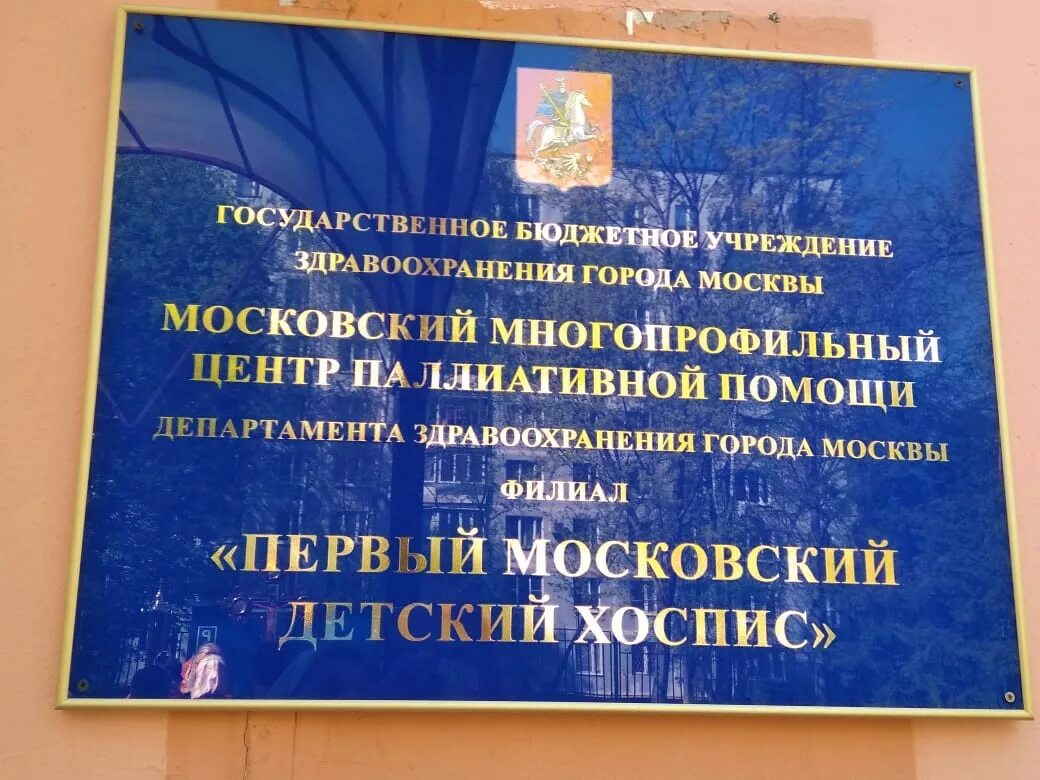 ГОСУДАРСТВЕННОЕ БЮДЖЕТНОЕ УЧРЕЖДЕНИЕ
ЗДРАВООХРАНЕНИЯ ГОРОДА МОСКВЫ
МОСКОВСКИЙ МНОГОПРОФИЛЬНЫЙ
ЦЕНТР ПАЛЛИАТИВНОЙ ПОМОЩИ
ДЕПАРТАМЕНТА ЗДРАВООХРАНЕНИЯ ГОРОДА МОСКВЫ
ФИЛИАЛ
«ПЕРВЫЙ МОСКОВСКИЙ
ДЕТСКИЙ ХОСПИС»